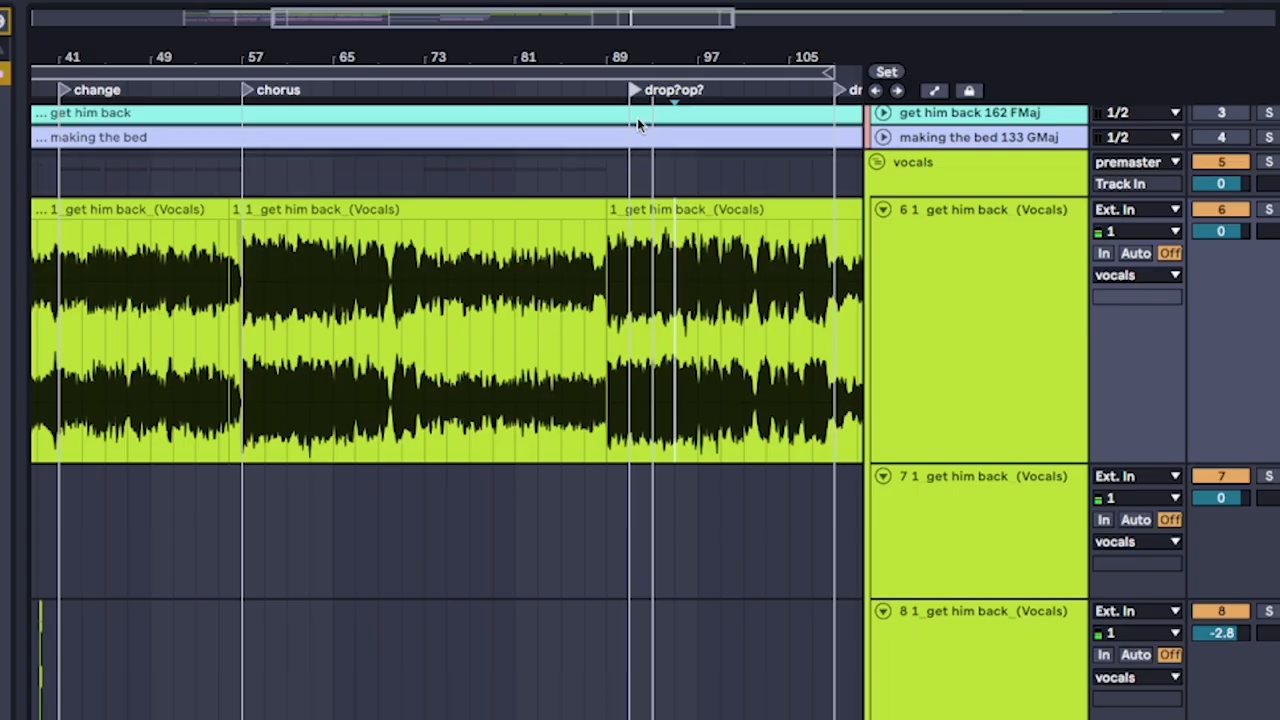 41 49 57 65 73 81 89 97 105
Set
change chorus drop?op? dr
... get him back
get him back 162 FMaj 1/2 3 S
... making the bed
making the bed 133 GMaj 1/2 4 S
vocals premaster 5
Track In 0
... 1_get him back_(Vocals) 1 1_get him back_(Vocals) 1_get him back_(Vocals)
6 1_get him back_(Vocals) Ext. In 6 S
1 0
In Auto Off
vocals
7 1_get him back_(Vocals) Ext. In 7 S
1 0
In Auto Off
vocals
8 1_get him back_(Vocals) Ext. In 8 S
1 -2.8
In Auto Off
vocals